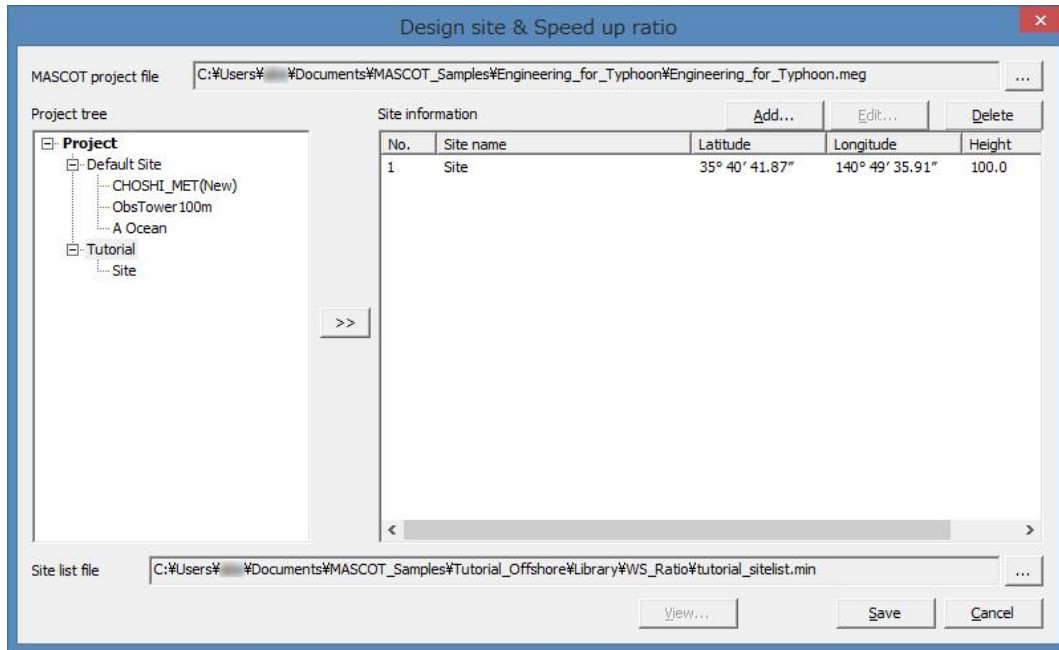 Design site & Speed up ratio
MASCOT project file C:¥Users¥ ¥Documents¥MASCOT_Samples¥Engineering_for_Typhoon¥Engineering_for_Typhoon.meg ...
Project tree
Project
Default Site
CHOSHI_MET(New)
ObsTower100m
A Ocean
Tutorial
Site
>>
Site information Add... Edit... Delete
No. Site name Latitude Longitude Height
1 Site 35° 40′ 41.87″ 140° 49′ 35.91″ 100.0
Site list file C:¥Users¥ ¥Documents¥MASCOT_Samples¥Tutorial_Offshore¥Library¥WS_Ratio¥tutorial_sitelist.min ...
View... Save Cancel